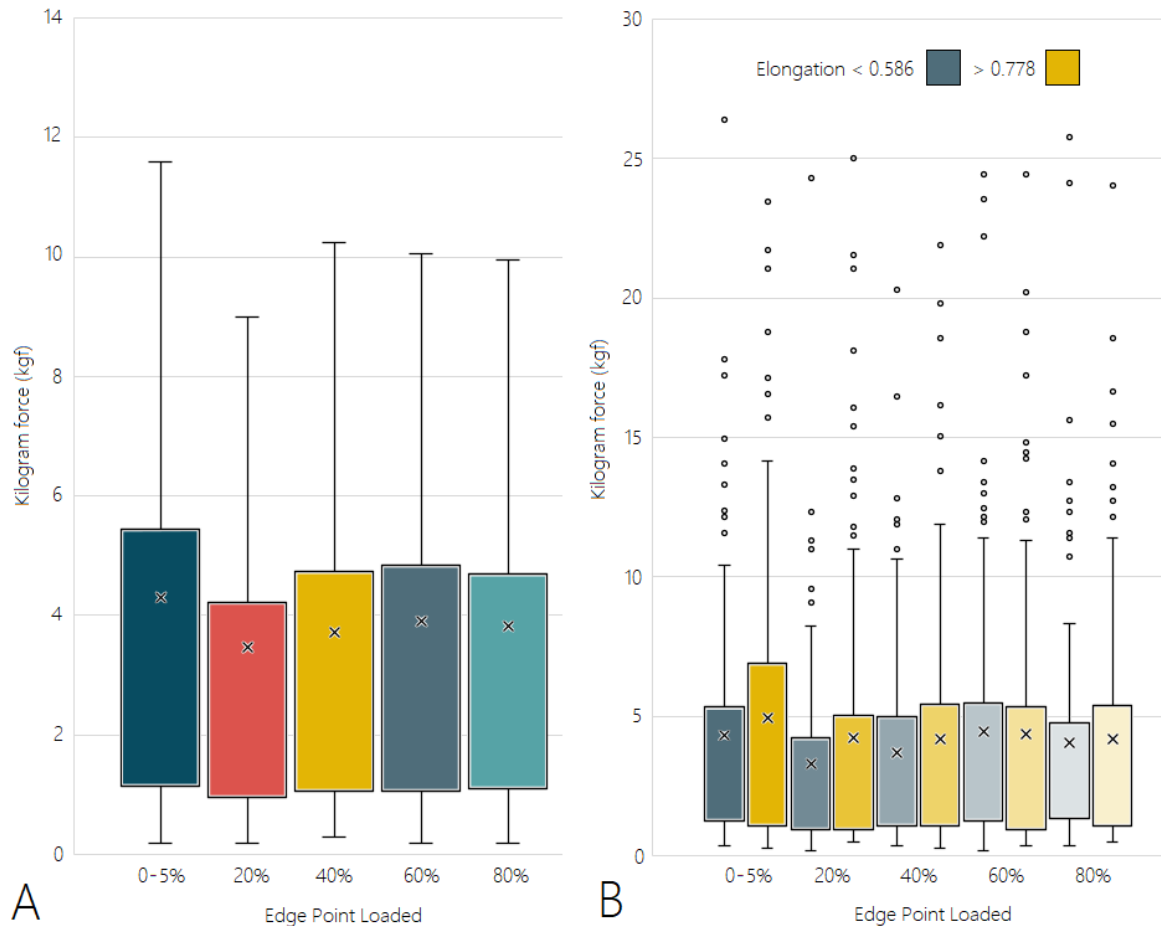 14
12
10
8
6
4
2
0
Kilogram force (kgf)
0-5% 20% 40% 60% 80%
Edge Point Loaded
A
30
25
20
15
10
5
0
Kilogram force (kgf)
Elongation < 0.586 > 0.778
0-5% 20% 40% 60% 80%
Edge Point Loaded
B